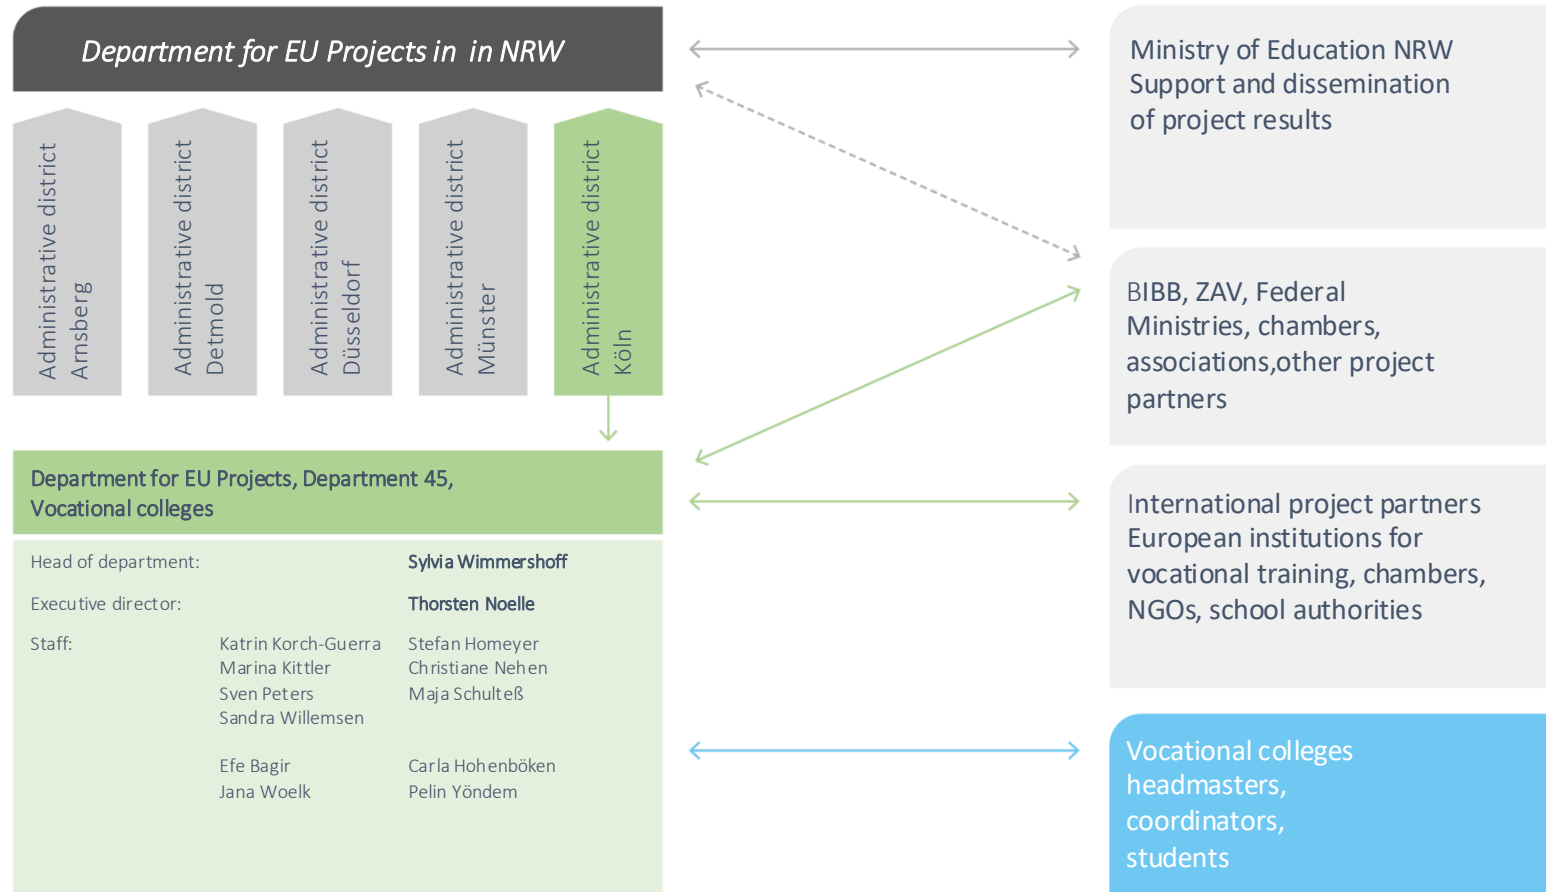 Department for EU Projects in in NRW
Administrative district
Arnsberg
Administrative district
Detmold
Administrative district
Düsseldorf
Administrative district
Münster
Administrative district
Köln
Department for EU Projects, Department 45,
Vocational colleges
Head of department: Sylvia Wimmershoff
Executive director: Thorsten Noelle
Staff: Katrin Korch-Guerra Stefan Homeyer
Marina Kittler Christiane Nehen
Sven Peters Maja Schulteß
Sandra Willemsen
Efe Bagir Carla Hohenböken
Jana Woelk Pelin Yöndem
Ministry of Education NRW
Support and dissemination
of project results
BIBB, ZAV, Federal
Ministries, chambers,
associations,other project
partners
International project partners
European institutions for
vocational training, chambers,
NGOs, school authorities
Vocational colleges
headmasters,
coordinators,
students